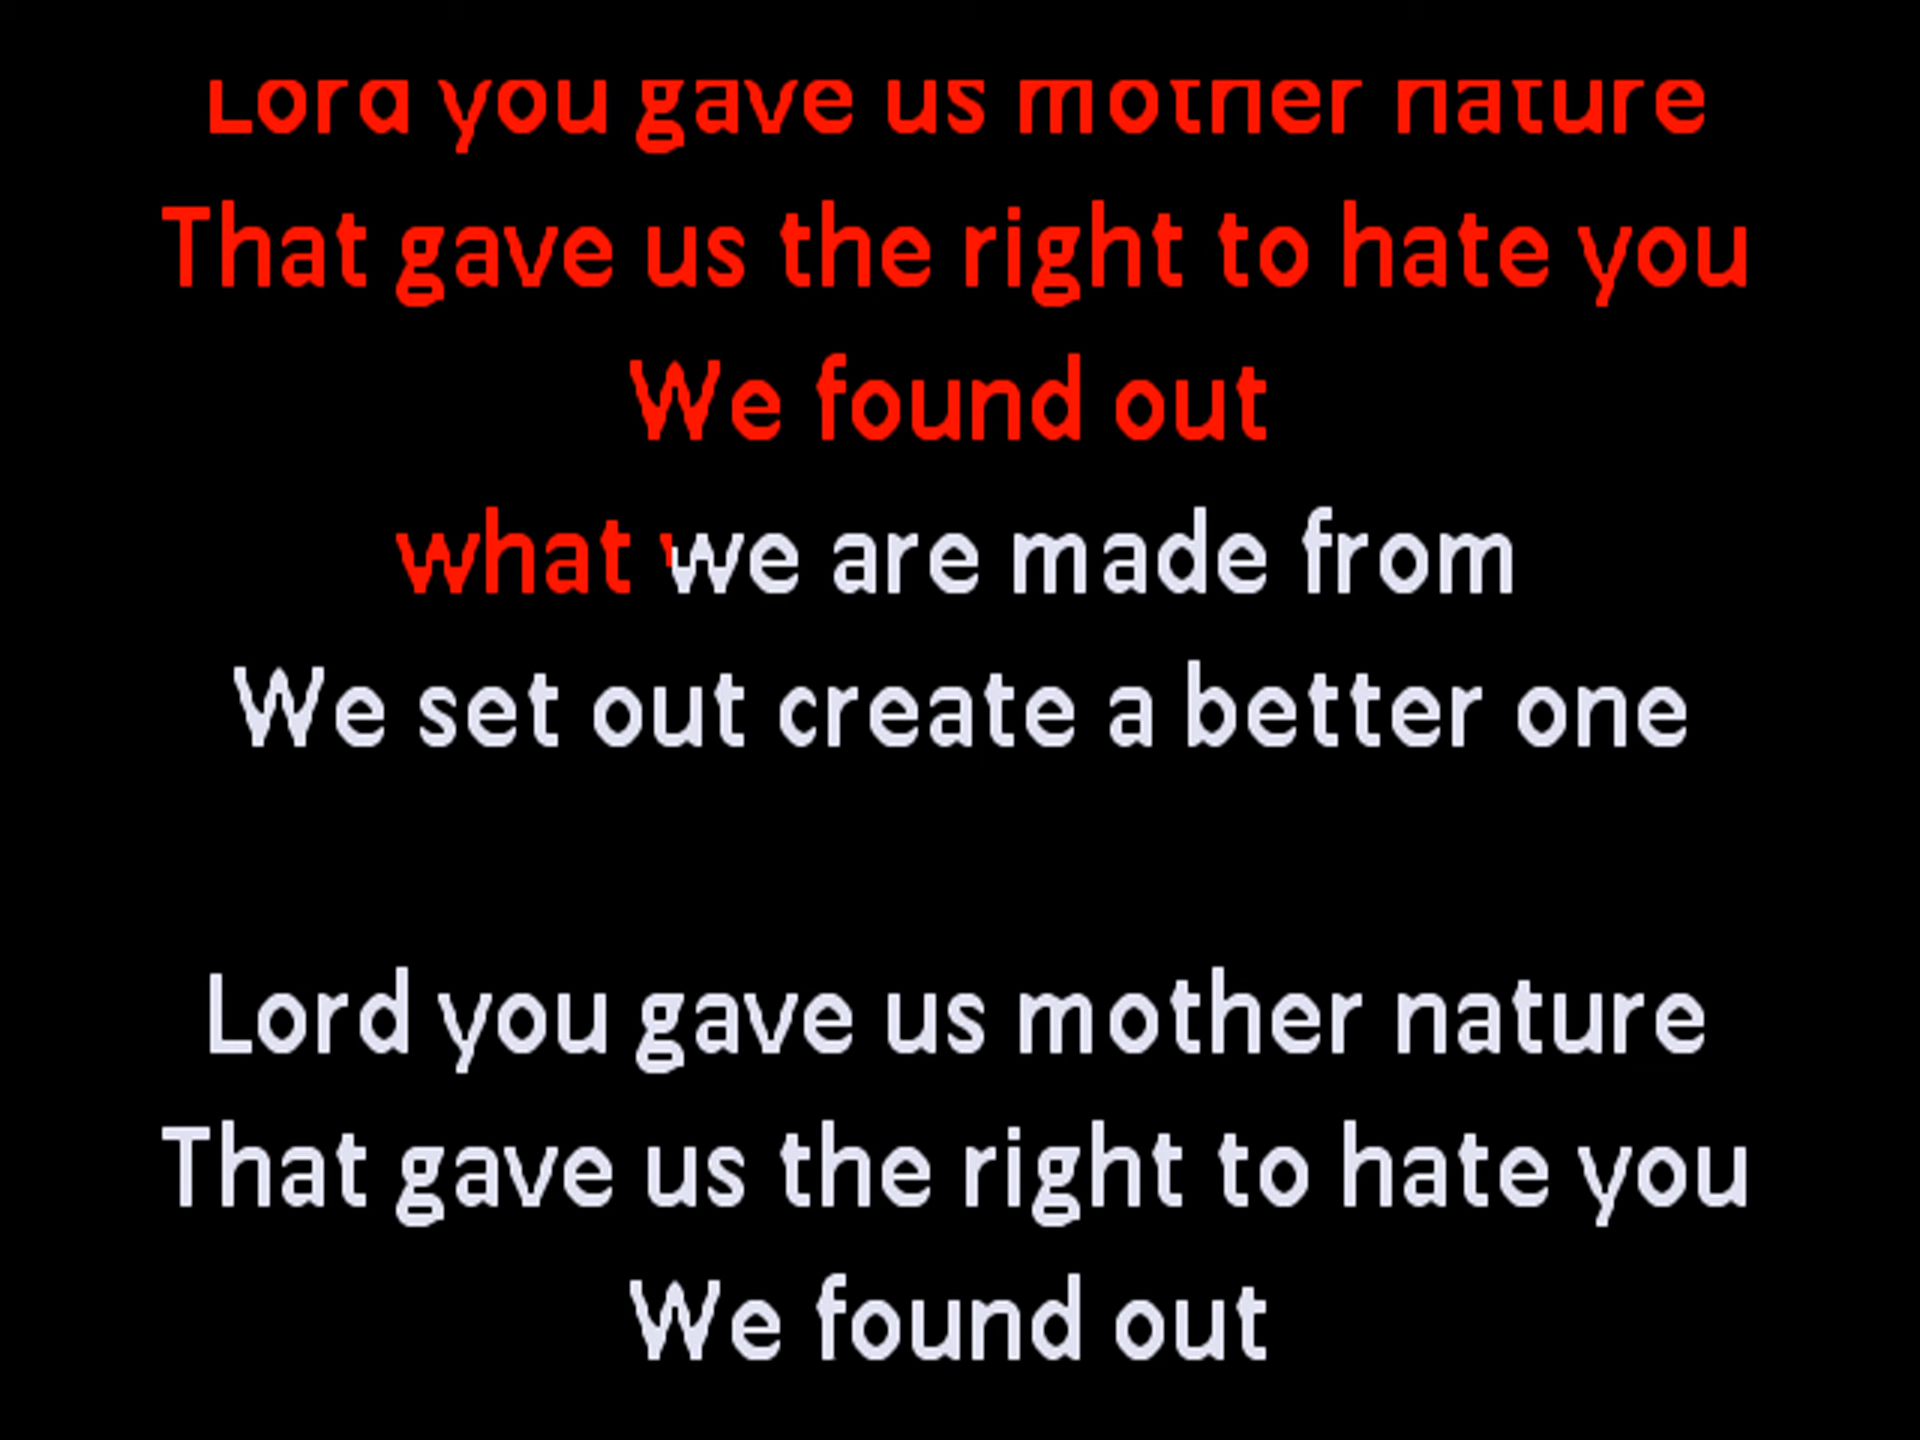 Lord you gave us mother nature
That gave us the right to hate you
We found out
what we are made from
We set out create a better one
Lord you gave us mother nature
That gave us the right to hate you
We found out